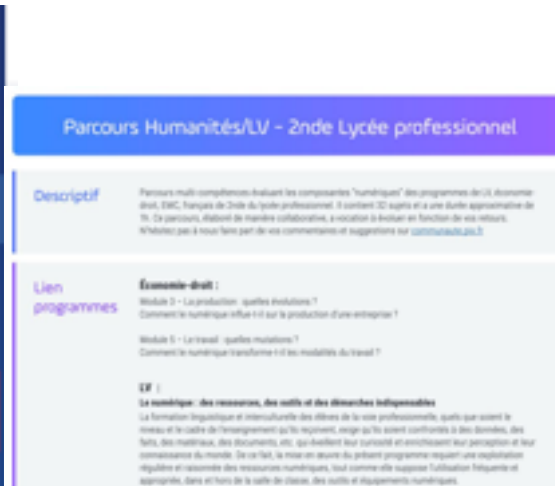 Parcours Humanités/LV - 2nde Lycée professionnel
Descriptif
Parcours multi compétences évaluant les composantes "numériques" des programmes de LV, économie-
droit, EMC, français de 2nde du lycée professionnel. Il contient 32 sujets et a une durée approximative de
1h. Ce parcours, élaboré de manière collaborative, a vocation à évoluer en fonction de vos retours.
N'hésitez pas à nous faire part de vos commentaires et suggestions sur communaute.pix.fr
Lien
programmes
Économie-droit :
Module 3 - La production : quelles évolutions ?
Comment le numérique influe-t-il sur la production d'une entreprise ?
Module 5 - Le travail : quelles mutations ?
Comment le numérique transforme-t-il les modalités du travail ?
LV :
Le numérique : des ressources, des outils et des démarches indispensables
La formation linguistique et interculturelle des élèves de la voie professionnelle, quels que soient le
niveau et le cadre de l'enseignement qu'ils reçoivent, exige qu'ils soient confrontés à des données, des
faits, des matériaux, des documents, etc. qui éveillent leur curiosité et enrichissent leur perception et leur
connaissance du monde. De ce fait, la mise en œuvre du présent programme requiert une exploitation
régulière et raisonnée des ressources numériques, tout comme elle suppose l'utilisation fréquente et
appropriée, dans et hors de la salle de classe, des outils et équipements numériques.